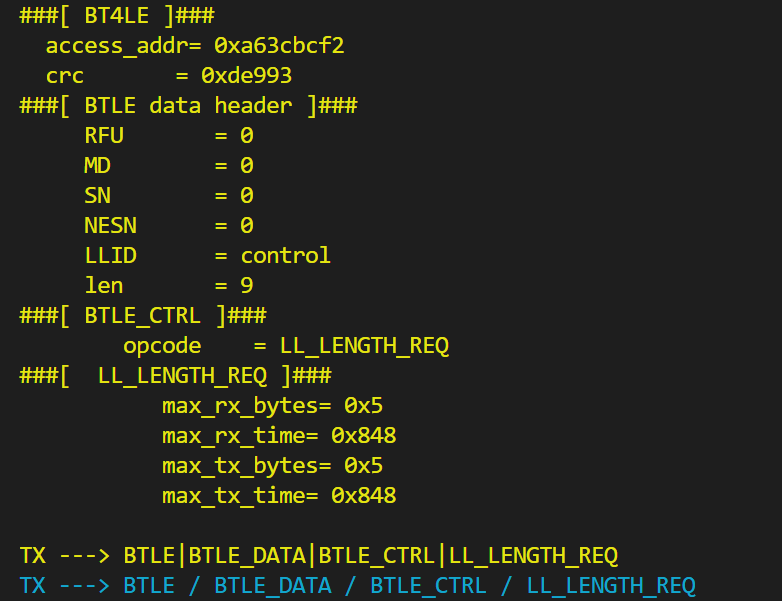 ###[ BT4LE ]###
  access_addr= 0xa63cbcf2
  crc       = 0xde993
###[ BTLE data header ]###
     RFU       = 0
     MD        = 0
     SN        = 0
     NESN      = 0
     LLID      = control
     len       = 9
###[ BTLE_CTRL ]###
        opcode    = LL_LENGTH_REQ
###[  LL_LENGTH_REQ ]###
           max_rx_bytes= 0x5
           max_rx_time= 0x848
           max_tx_bytes= 0x5
           max_tx_time= 0x848

TX ---> BTLE|BTLE_DATA|BTLE_CTRL|LL_LENGTH_REQ
TX ---> BTLE / BTLE_DATA / BTLE_CTRL / LL_LENGTH_REQ